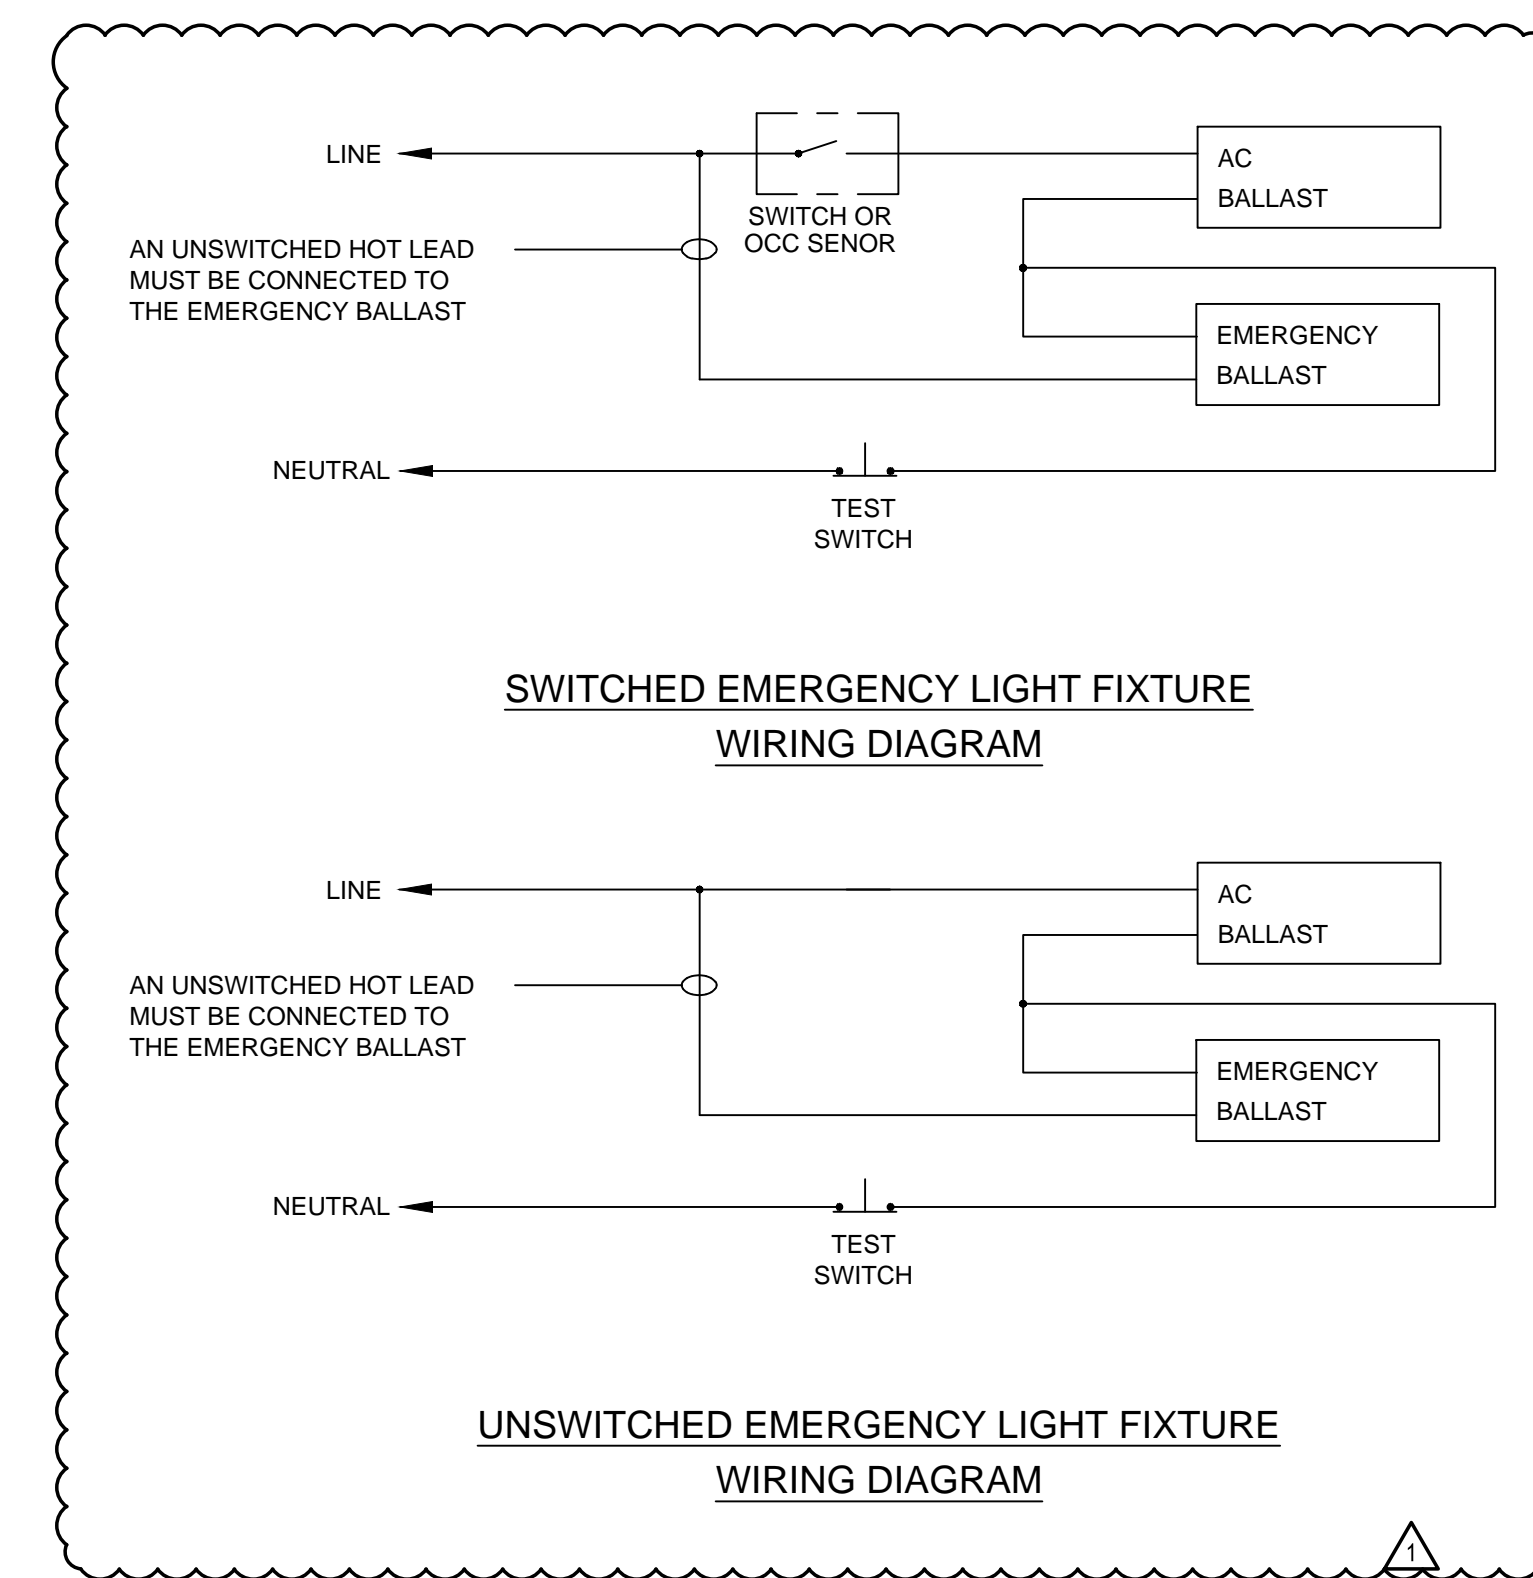 LINE
SWITCH OR
OCC SENOR
AC
BALLAST
AN UNSWITCHED HOT LEAD
MUST BE CONNECTED TO
THE EMERGENCY BALLAST
EMERGENCY
BALLAST
NEUTRAL
TEST
SWITCH
SWITCHED EMERGENCY LIGHT FIXTURE
WIRING DIAGRAM
LINE
AC
BALLAST
AN UNSWITCHED HOT LEAD
MUST BE CONNECTED TO
THE EMERGENCY BALLAST
EMERGENCY
BALLAST
NEUTRAL
TEST
SWITCH
UNSWITCHED EMERGENCY LIGHT FIXTURE
WIRING DIAGRAM
1